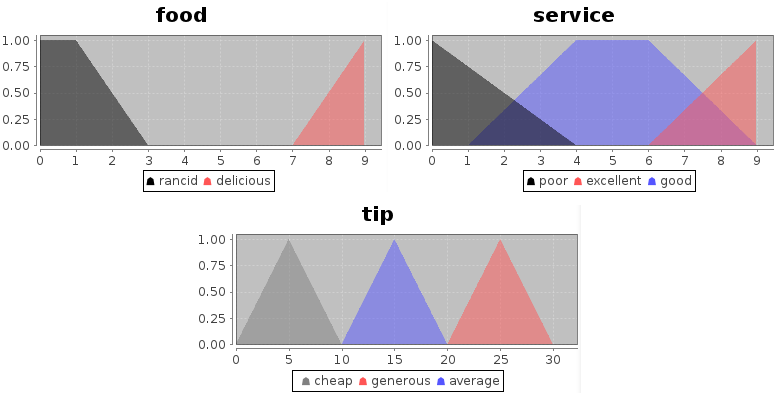 food
1.00
0.75
0.50
0.25
0.00
0 1 2 3 4 5 6 7 8 9
rancid delicious
service
1.00
0.75
0.50
0.25
0.00
0 1 2 3 4 5 6 7 8 9
poor excellent good
tip
1.00
0.75
0.50
0.25
0.00
0 5 10 15 20 25 30
cheap generous average